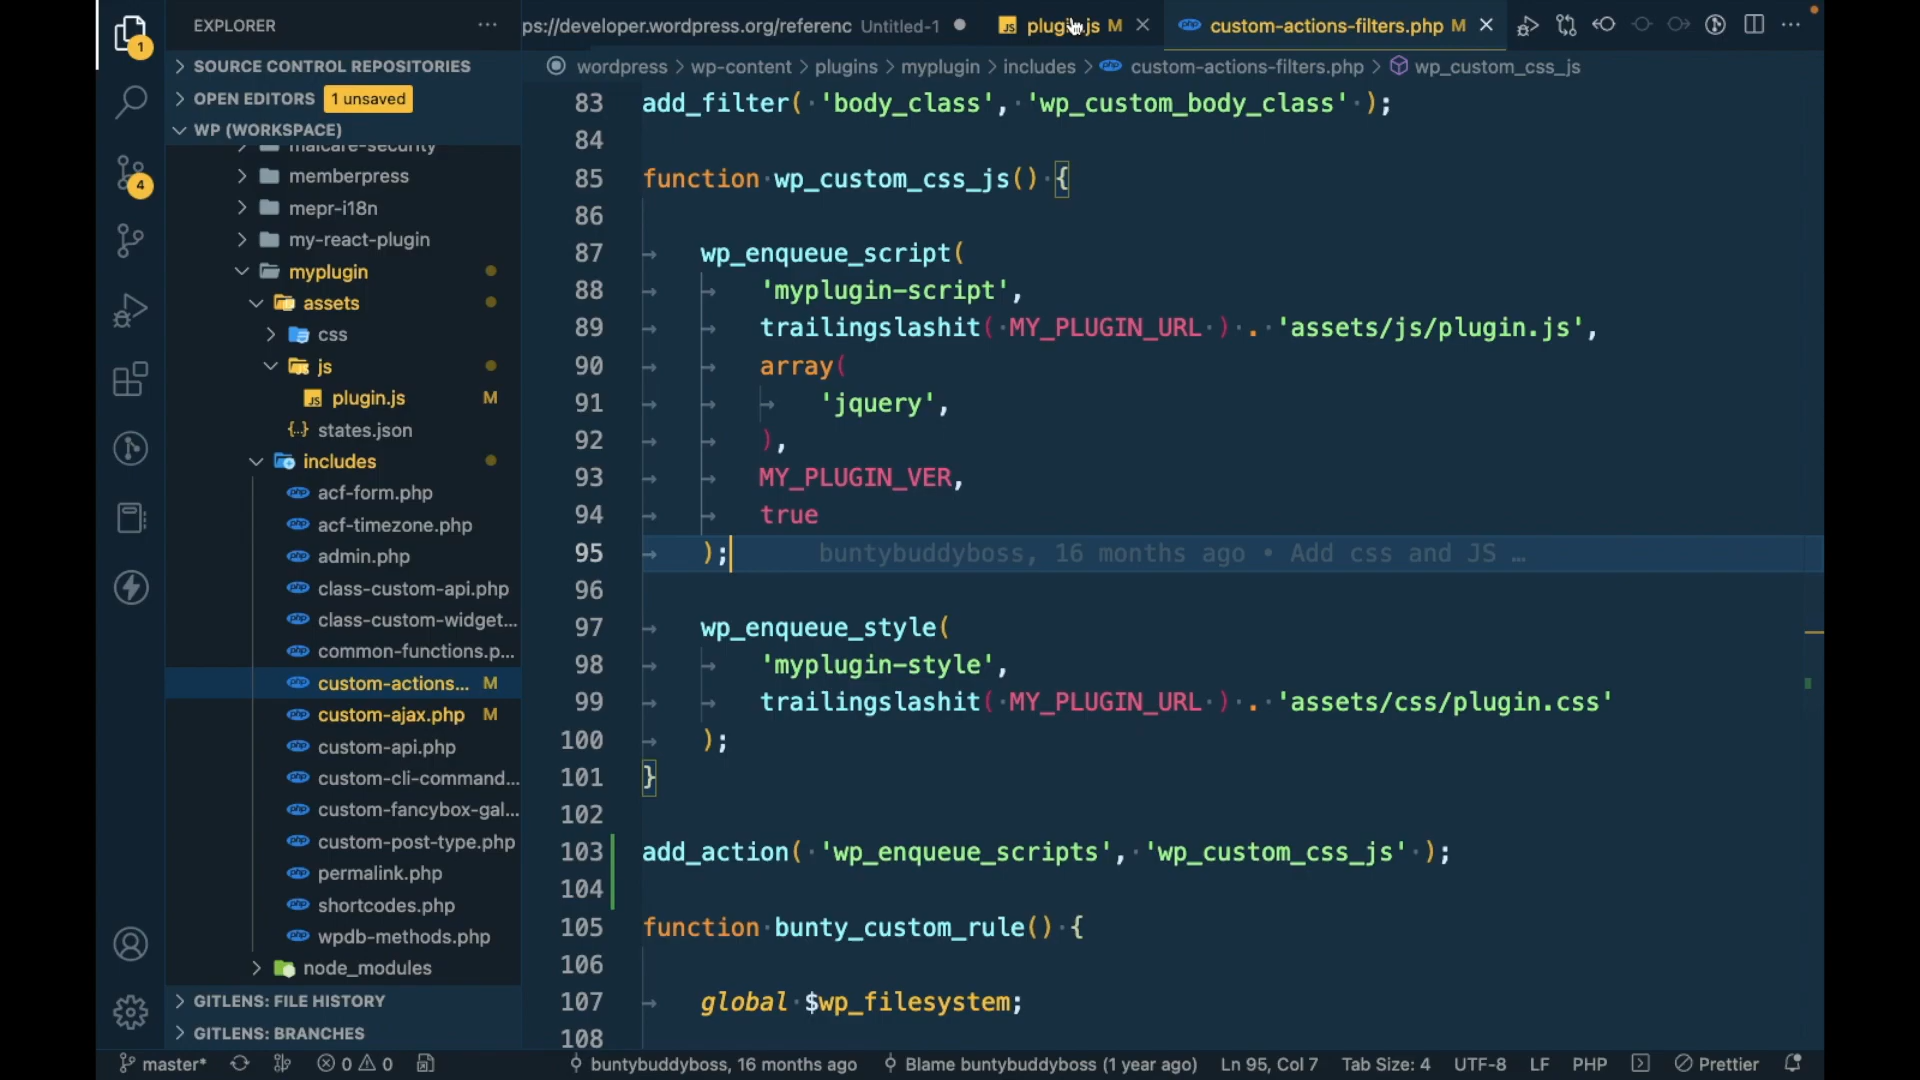 EXPLORER
ps://developer.wordpress.org/referenc Untitled-1
plugin.js M
custom-actions-filters.php M
SOURCE CONTROL REPOSITORIES
OPEN EDITORS 1 unsaved
WP (WORKSPACE)
malcare-security
memberpress
mepr-i18n
my-react-plugin
myplugin
assets
css
js
plugin.js M
states.json
includes
acf-form.php
acf-timezone.php
admin.php
class-custom-api.php
class-custom-widget...
common-functions.p...
custom-actions... M
custom-ajax.php M
custom-api.php
custom-cli-command...
custom-fancybox-gal...
custom-post-type.php
permalink.php
shortcodes.php
wpdb-methods.php
node_modules
GITLENS: FILE HISTORY
GITLENS: BRANCHES
1
4
wordpress > wp-content > plugins > myplugin > includes > custom-actions-filters.php > wp_custom_css_js
83 add_filter( 'body_class', 'wp_custom_body_class' );
84
85 function wp_custom_css_js() {
86
87 wp_enqueue_script(
88 'myplugin-script',
89 trailingslashit( MY_PLUGIN_URL ) . 'assets/js/plugin.js',
90 array(
91 'jquery',
92 ),
93 MY_PLUGIN_VER,
94 true
95 ); buntybuddyboss, 16 months ago • Add css and JS …
96
97 wp_enqueue_style(
98 'myplugin-style',
99 trailingslashit( MY_PLUGIN_URL ) . 'assets/css/plugin.css'
100 );
101 }
102
103 add_action( 'wp_enqueue_scripts', 'wp_custom_css_js' );
104
105 function bunty_custom_rule() {
106
107 global $wp_filesystem;
108
master* 0 0 buntybuddyboss, 16 months ago Blame buntybuddyboss (1 year ago) Ln 95, Col 7 Tab Size: 4 UTF-8 LF PHP Prettier